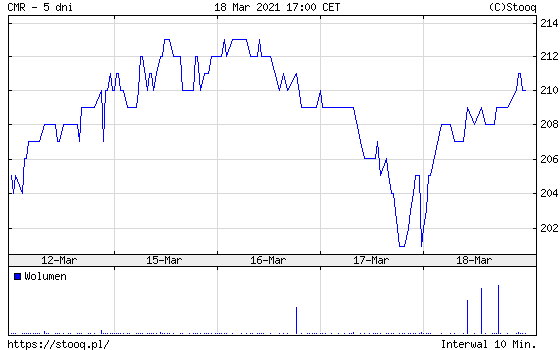 CMR - 5 dni 18 Mar 2021 17:00 CET (C)Stooq
214
212
210
208
206
204
202
12-Mar 15-Mar 16-Mar 17-Mar 18-Mar
Wolumen
https://stooq.pl/ Interwal 10 Min.